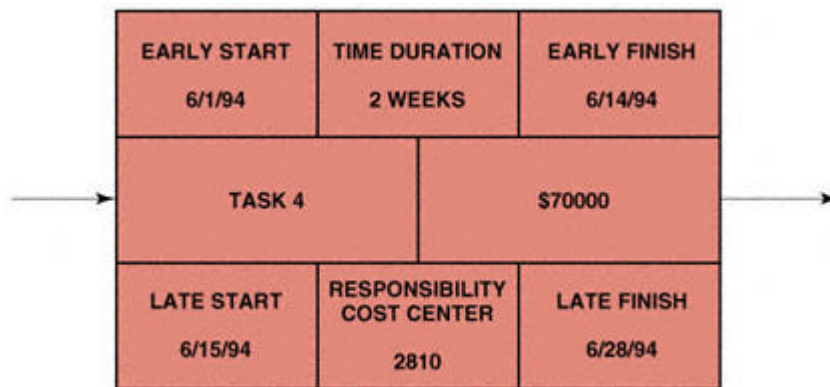 EARLY START
6/1/94
TIME DURATION
2 WEEKS
EARLY FINISH
6/14/94
TASK 4
$70000
LATE START
6/15/94
RESPONSIBILITY
COST CENTER
2810
LATE FINISH
6/28/94